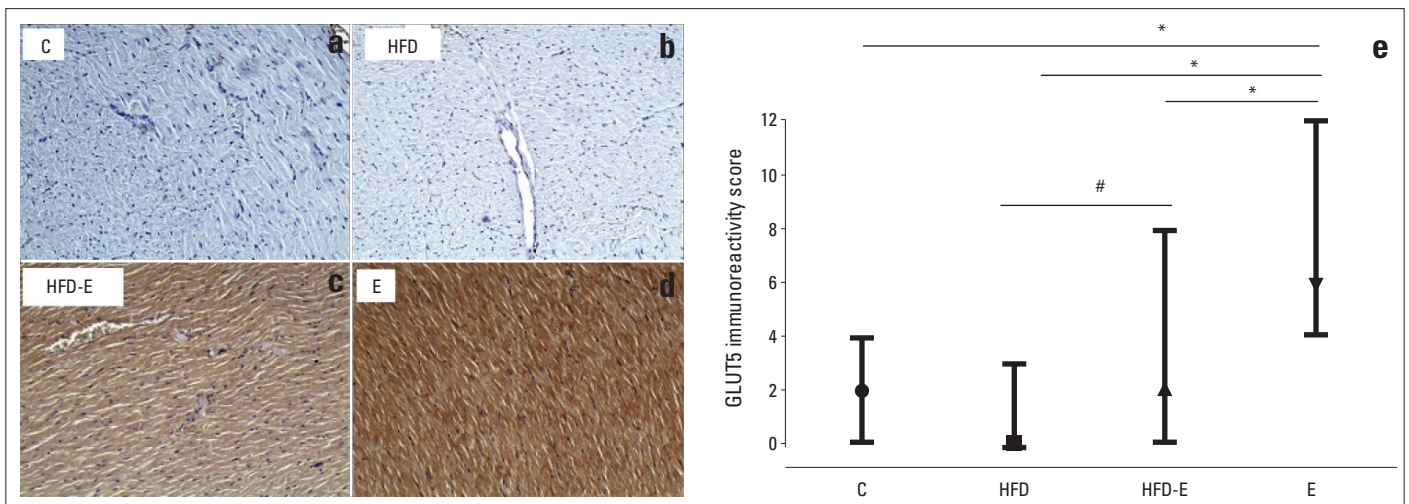 C
a
HFD
b
HFD-E
c
E
d
e
*
*
*
#
GLUT5 immunoreactivity score
12
10
8
6
4
2
0
C
HFD
HFD-E
E